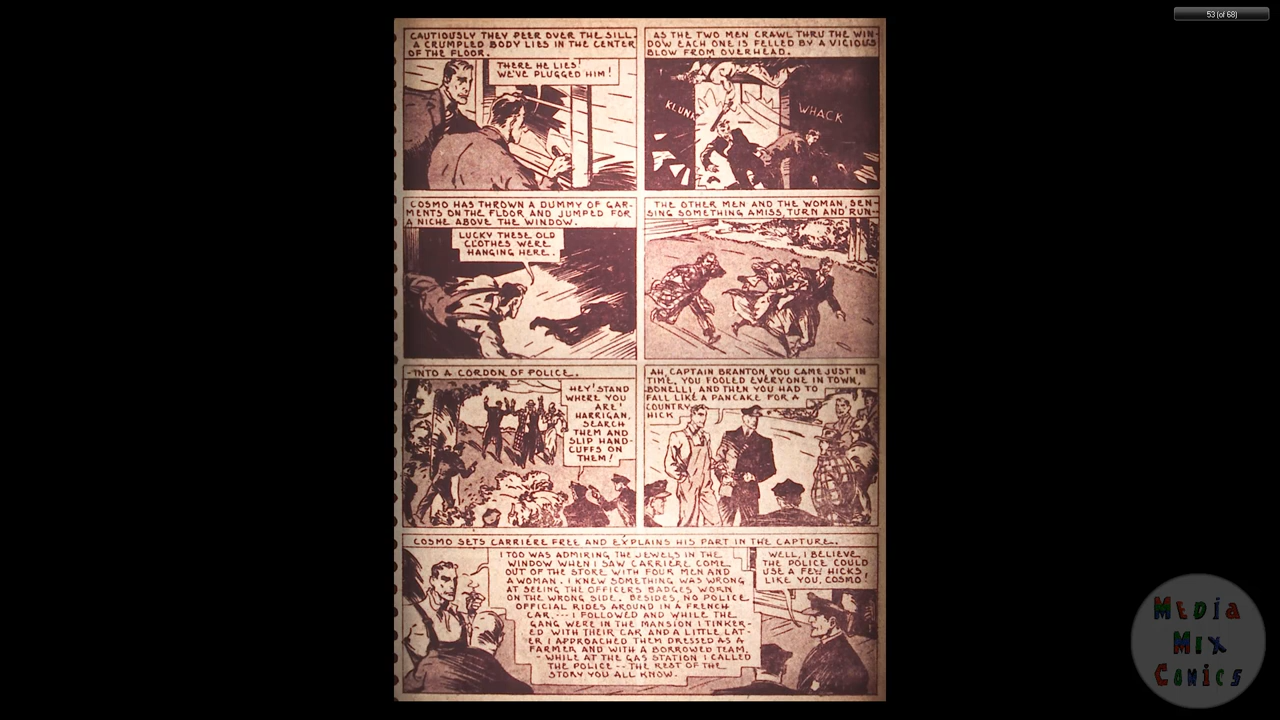 53 (of 68)
CAUTIOUSLY THEY PEER OVER THE SILL.
A CRUMPLED BODY LIES IN THE CENTER
OF THE FLOOR.
THERE HE LIES!
WE'VE PLUGGED HIM!
AS THE TWO MEN CRAWL THRU THE WIN-
DOW EACH ONE IS FELLED BY A VICIOUS
BLOW FROM OVERHEAD.
KLUNK
WHACK
COSMO HAS THROWN A DUMMY OF GAR-
MENTS ON THE FLOOR AND JUMPED FOR
A NICHE ABOVE THE WINDOW.
LUCKY THESE OLD
CLOTHES WERE
HANGING HERE.
THE OTHER MEN AND THE WOMAN, SEN-
SING SOMETHING AMISS, TURN AND RUN--
-INTO A CORDON OF POLICE.
HEY! STAND
WHERE YOU
ARE!
HARRIGAN,
SEARCH
THEM AND
SLIP HAND-
CUFFS ON
THEM!
AH, CAPTAIN BRANTON, YOU CAME JUST IN
TIME. YOU FOOLED EVERYONE IN TOWN,
BONELLI, AND THEN YOU HAD TO
FALL LIKE A PANCAKE FOR A
COUNTRY
HICK
COSMO SETS CARRIERE FREE AND EXPLAINS HIS PART IN THE CAPTURE.
I TOO WAS ADMIRING THE JEWELS IN THE
WINDOW WHEN I SAW CARRIERE COME
OUT OF THE STORE WITH FOUR MEN AND
A WOMAN. I KNEW SOMETHING WAS WRONG
AT SEEING THE OFFICERS BADGES WORN
ON THE WRONG SIDE. BESIDES, NO POLICE
OFFICIAL RIDES AROUND IN A FRENCH
CAR.--- I FOLLOWED AND WHILE THE
GANG WERE IN THE MANSION I TINKER-
ED WITH THEIR CAR AND A LITTLE LAT-
ER I APPROACHED THEM DRESSED AS A
FARMER AND WITH A BORROWED TEAM.
- WHILE AT THE GAS STATION I CALLED
THE POLICE -- THE REST OF THE
STORY YOU ALL KNOW.
WELL, I BELIEVE
THE POLICE COULD
USE A FEW HICKS
LIKE YOU, COSMO!
MEDIA
MIX
COMICS